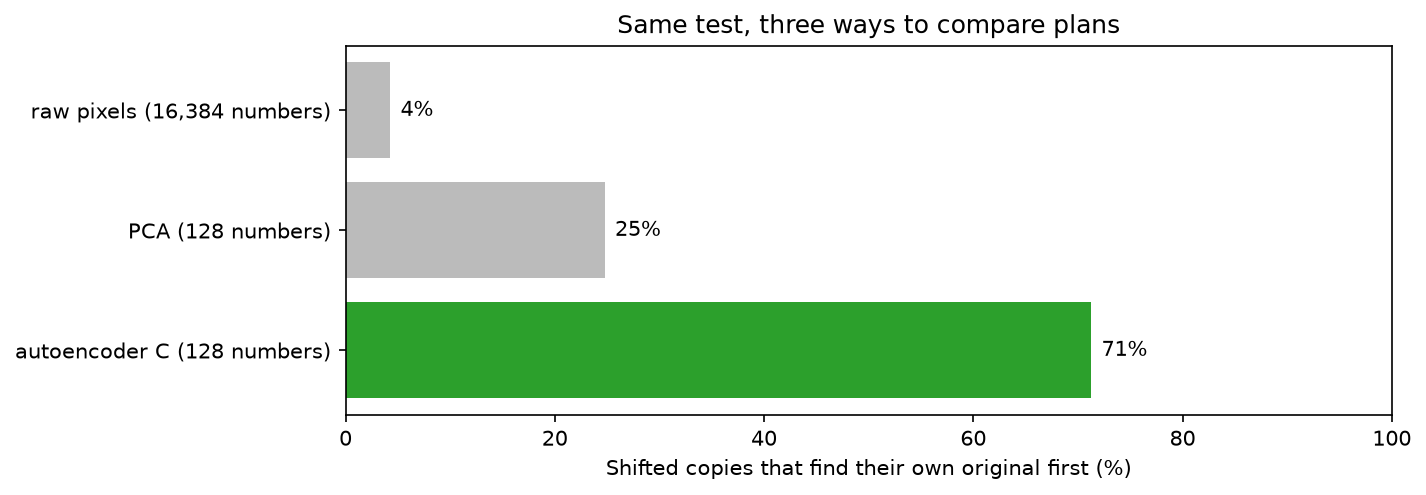 Same test, three ways to compare plans
raw pixels (16,384 numbers)
4%
PCA (128 numbers)
25%
autoencoder C (128 numbers)
71%
0 20 40 60 80 100
Shifted copies that find their own original first (%)